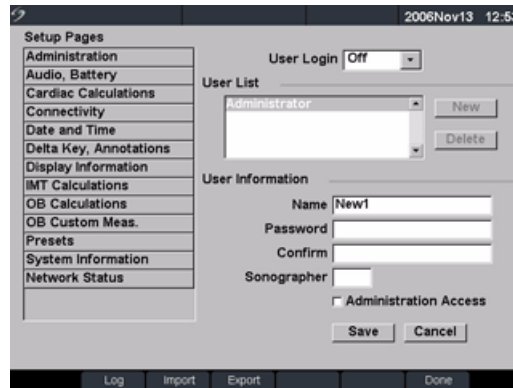 2006Nov13 12:53
Setup Pages
Administration
Audio, Battery
Cardiac Calculations
Connectivity
Date and Time
Delta Key, Annotations
Display Information
IMT Calculations
OB Calculations
OB Custom Meas.
Presets
System Information
Network Status
User Login Off
User List
Administrator
New
Delete
User Information
Name New1
Password
Confirm
Sonographer
Administration Access
Save Cancel
Log Import Export Done